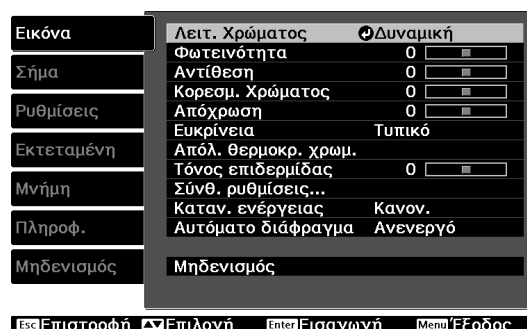 Εικόνα
Σήμα
Ρυθμίσεις
Εκτεταμένη
Μνήμη
Πληροφ.
Μηδενισμός
Λειτ. Χρώματος Δυναμική
Φωτεινότητα 0
Αντίθεση 0
Κορεσμ. Χρώματος 0
Απόχρωση 0
Ευκρίνεια Τυπικό
Απόλ. θερμοκρ. χρωμ.
Τόνος επιδερμίδας 0
Σύνθ. ρυθμίσεις...
Καταν. ενέργειας Κανον.
Αυτόματο διάφραγμα Ανενεργό
Μηδενισμός
Esc Επιστροφή Επιλογή Enter Εισαγωγή Menu Έξοδος